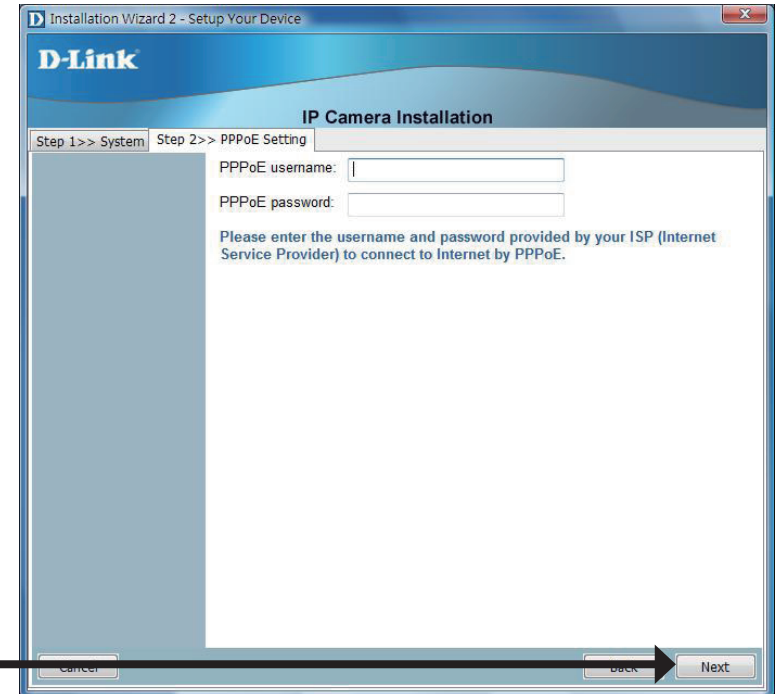 Installation Wizard 2 - Setup Your Device
D-Link
IP Camera Installation
Step 1>> System Step 2>> PPPoE Setting
PPPoE username:
PPPoE password:
Please enter the username and password provided by your ISP (Internet
Service Provider) to connect to Internet by PPPoE.
Cancel Back Next